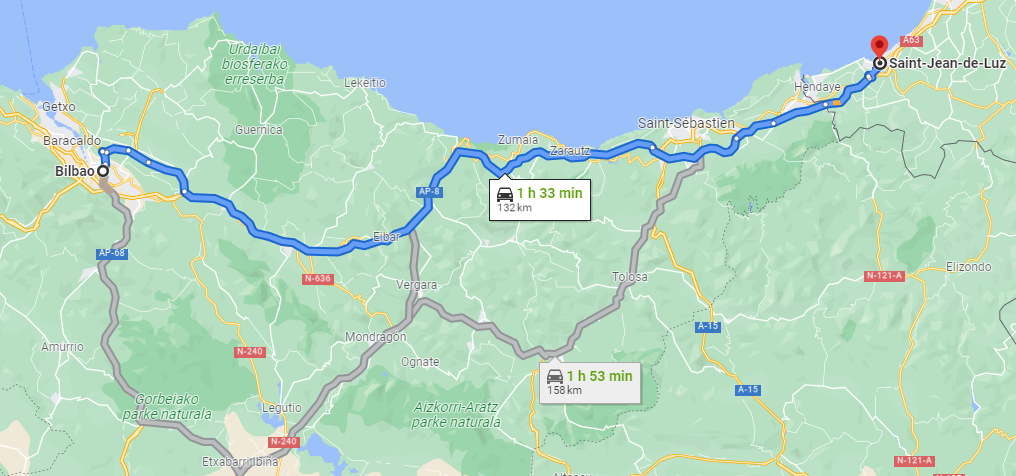 A63
Saint-Jean-de-Luz
Urdaibai
biosferako
erreserba
Lekeitio
Hendaye
Getxo
Guernica
Saint-Sébastien
Baracaldo
Zumaia
Zarautz
Bilbao
AP-8
1 h 33 min
132 km
Eibar
AP-68
N-636
Vergara
Tolosa
N-121-A
Elizondo
Mondragón
A-15
Amurrio
N-240
Ognate
1 h 53 min
158 km
A-15
Gorbeiako
parke naturala
Legutio
Aizkorri-Aratz
parke naturala
N-240
Etxabarri Ibiña
N-121-A